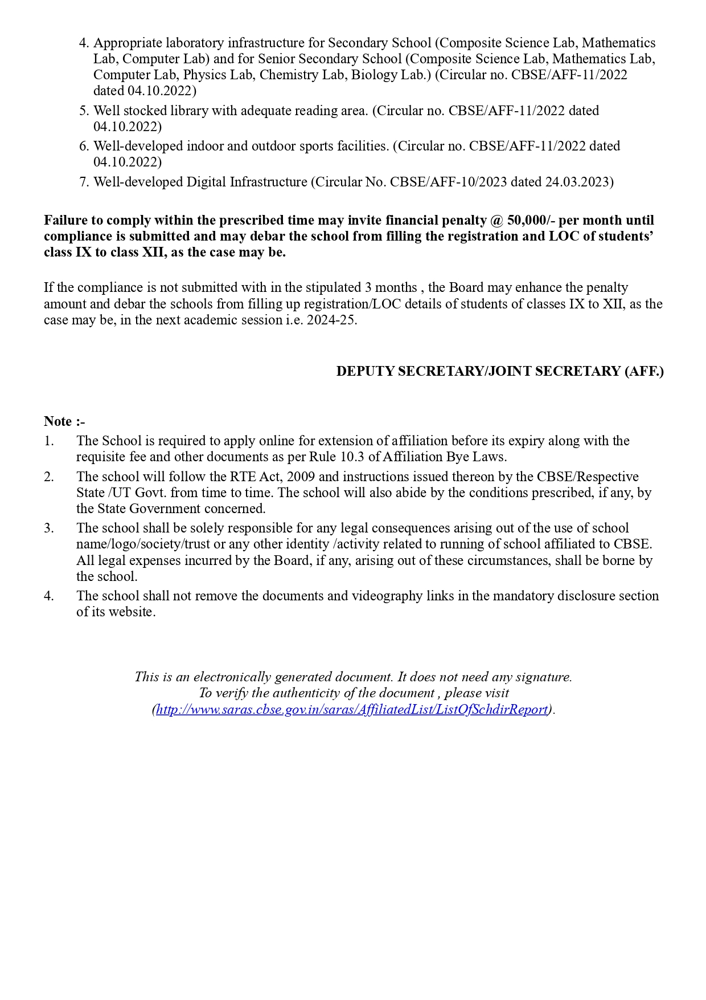 4. Appropriate laboratory infrastructure for Secondary School (Composite Science Lab, Mathematics
Lab, Computer Lab) and for Senior Secondary School (Composite Science Lab, Mathematics Lab,
Computer Lab, Physics Lab, Chemistry Lab, Biology Lab.) (Circular no. CBSE/AFF-11/2022
dated 04.10.2022)
5. Well stocked library with adequate reading area. (Circular no. CBSE/AFF-11/2022 dated
04.10.2022)
6. Well-developed indoor and outdoor sports facilities. (Circular no. CBSE/AFF-11/2022 dated
04.10.2022)
7. Well-developed Digital Infrastructure (Circular No. CBSE/AFF-10/2023 dated 24.03.2023)
Failure to comply within the prescribed time may invite financial penalty @ 50,000/- per month until
compliance is submitted and may debar the school from filling the registration and LOC of students’
class IX to class XII, as the case may be.
If the compliance is not submitted with in the stipulated 3 months , the Board may enhance the penalty
amount and debar the schools from filling up registration/LOC details of students of classes IX to XII, as the
case may be, in the next academic session i.e. 2024-25.
DEPUTY SECRETARY/JOINT SECRETARY (AFF.)
Note :-
1. The School is required to apply online for extension of affiliation before its expiry along with the
requisite fee and other documents as per Rule 10.3 of Affiliation Bye Laws.
2. The school will follow the RTE Act, 2009 and instructions issued thereon by the CBSE/Respective
State /UT Govt. from time to time. The school will also abide by the conditions prescribed, if any, by
the State Government concerned.
3. The school shall be solely responsible for any legal consequences arising out of the use of school
name/logo/society/trust or any other identity /activity related to running of school affiliated to CBSE.
All legal expenses incurred by the Board, if any, arising out of these circumstances, shall be borne by
the school.
4. The school shall not remove the documents and videography links in the mandatory disclosure section
of its website.
This is an electronically generated document. It does not need any signature.
To verify the authenticity of the document , please visit
(http://www.saras.cbse.gov.in/saras/AffiliatedList/ListOfSchdirReport).